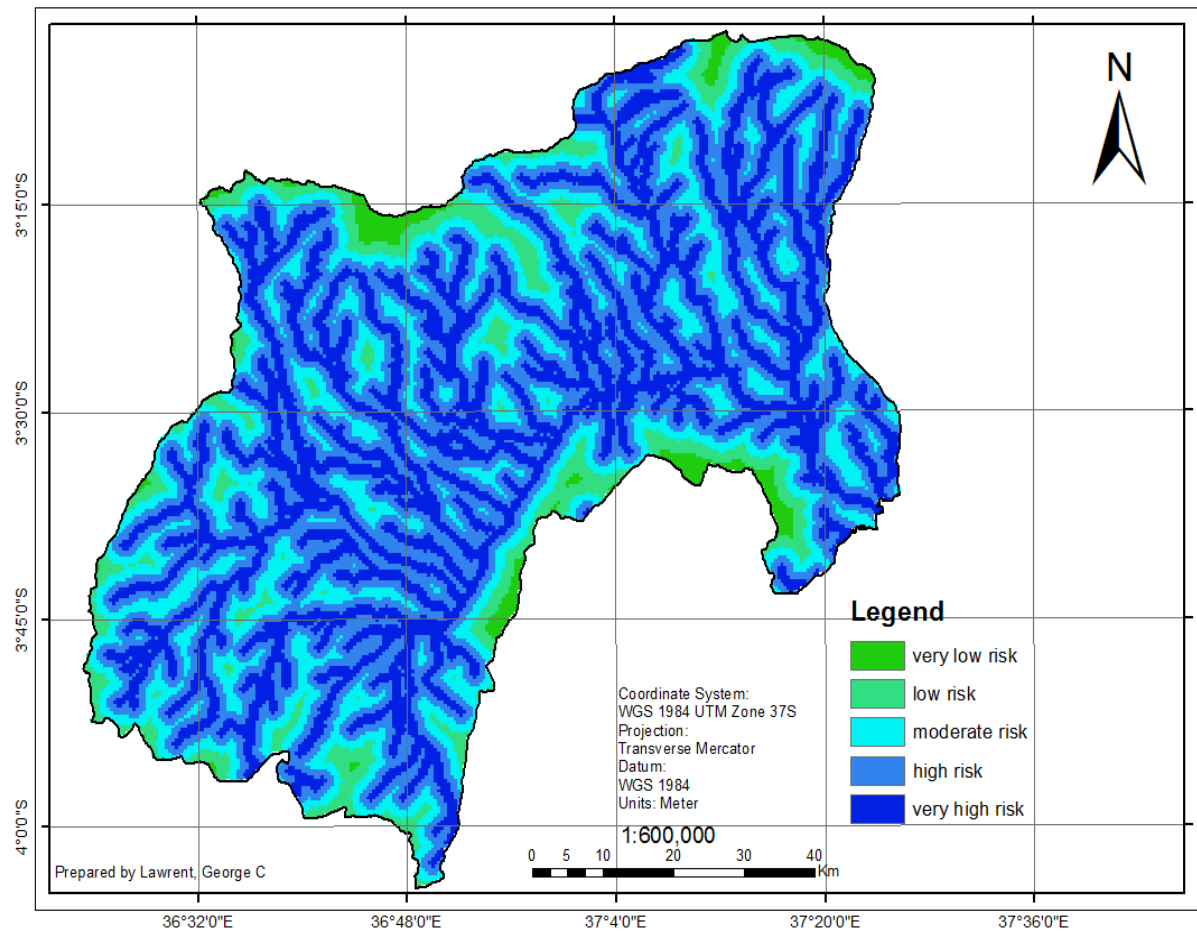 N
3°15'0"S
3°30'0"S
3°45'0"S
4°0'0"S
Legend
very low risk
low risk
moderate risk
high risk
very high risk
Coordinate System:
WGS 1984 UTM Zone 37S
Projection:
Transverse Mercator
Datum:
WGS 1984
Units: Meter
1:600,000
0 5 10 20 30 40
Km
Prepared by Lawrent, George C
36°32'0"E 36°48'0"E 37°4'0"E 37°20'0"E 37°36'0"E